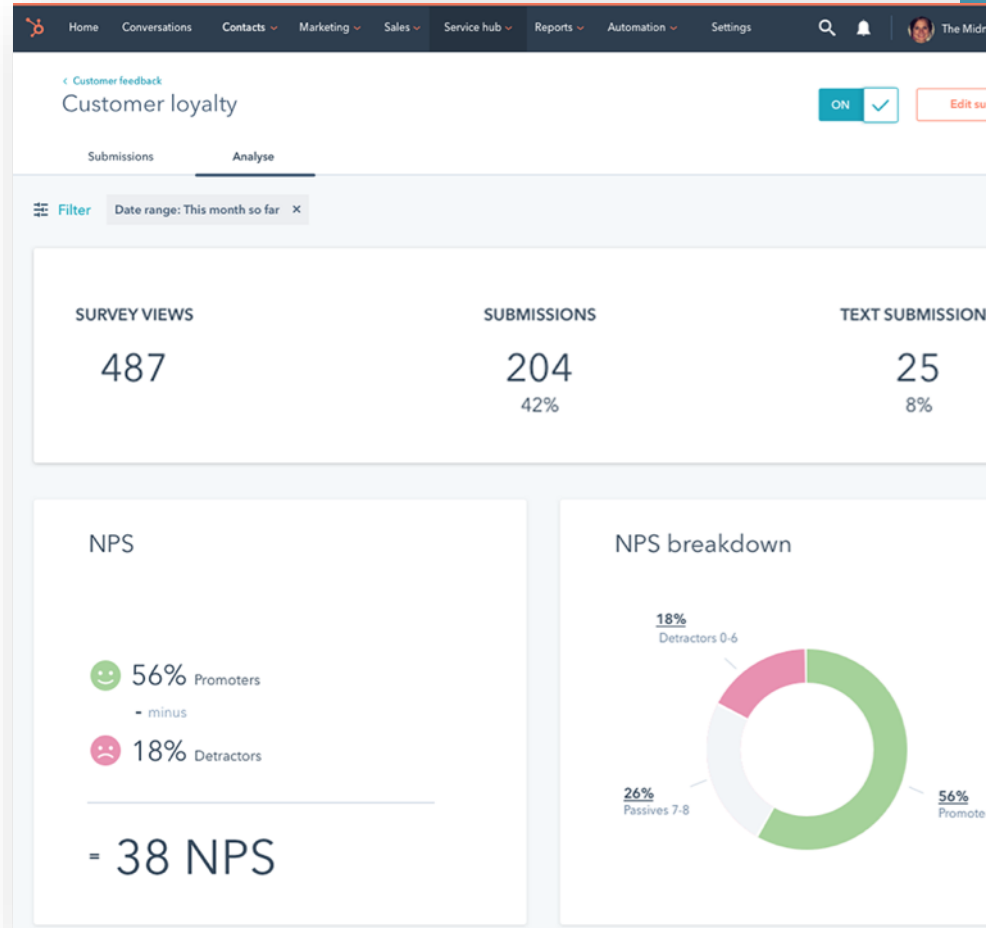 Home Conversations Contacts Marketing Sales Service hub Reports Automation Settings The Midn
< Customer feedback
Customer loyalty
ON Edit su
Submissions Analyse
Filter Date range: This month so far ×
SURVEY VIEWS SUBMISSIONS TEXT SUBMISSION
487 204 25
42% 8%
NPS NPS breakdown
18%
Detractors 0-6
56% Promoters
- minus
18% Detractors
26%
Passives 7-8
56%
Promote
= 38 NPS